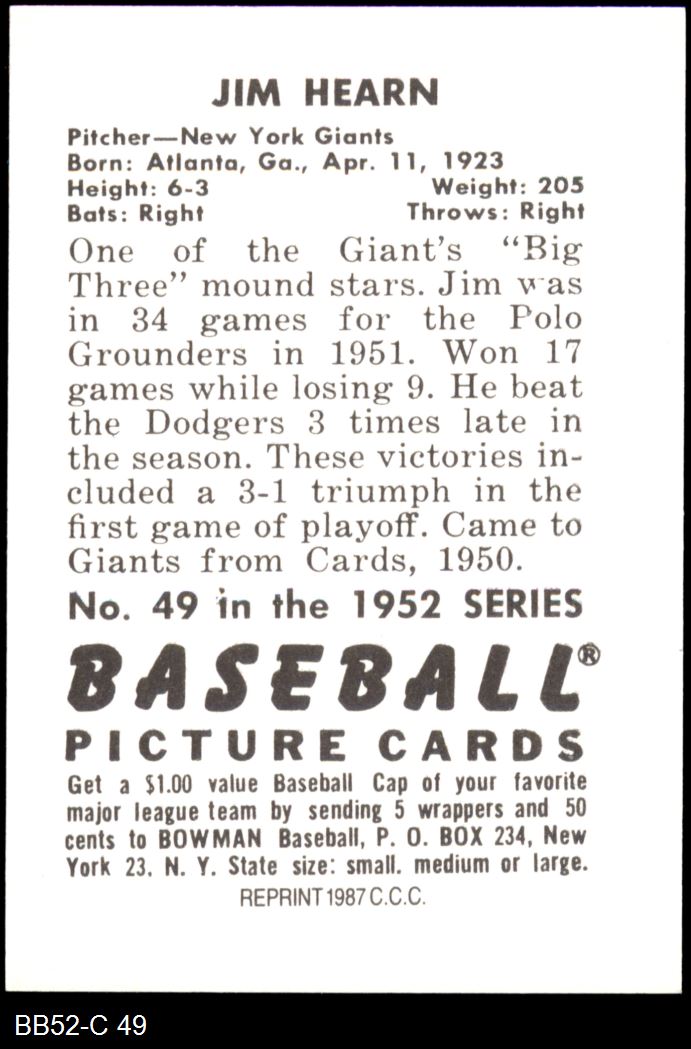 JIM HEARN
Pitcher—New York Giants
Born: Atlanta, Ga., Apr. 11, 1923
Height: 6-3 Weight: 205
Bats: Right Throws: Right
One of the Giant's “Big
Three” mound stars. Jim was
in 34 games for the Polo
Grounders in 1951. Won 17
games while losing 9. He beat
the Dodgers 3 times late in
the season. These victories in-
cluded a 3-1 triumph in the
first game of playoff. Came to
Giants from Cards, 1950.
No. 49 in the 1952 SERIES
BASEBALL®
PICTURE CARDS
Get a $1.00 value Baseball Cap of your favorite
major league team by sending 5 wrappers and 50
cents to BOWMAN Baseball, P. O. BOX 234, New
York 23. N. Y. State size: small. medium or large.
REPRINT 1987 C.C.C.
BB52-C 49